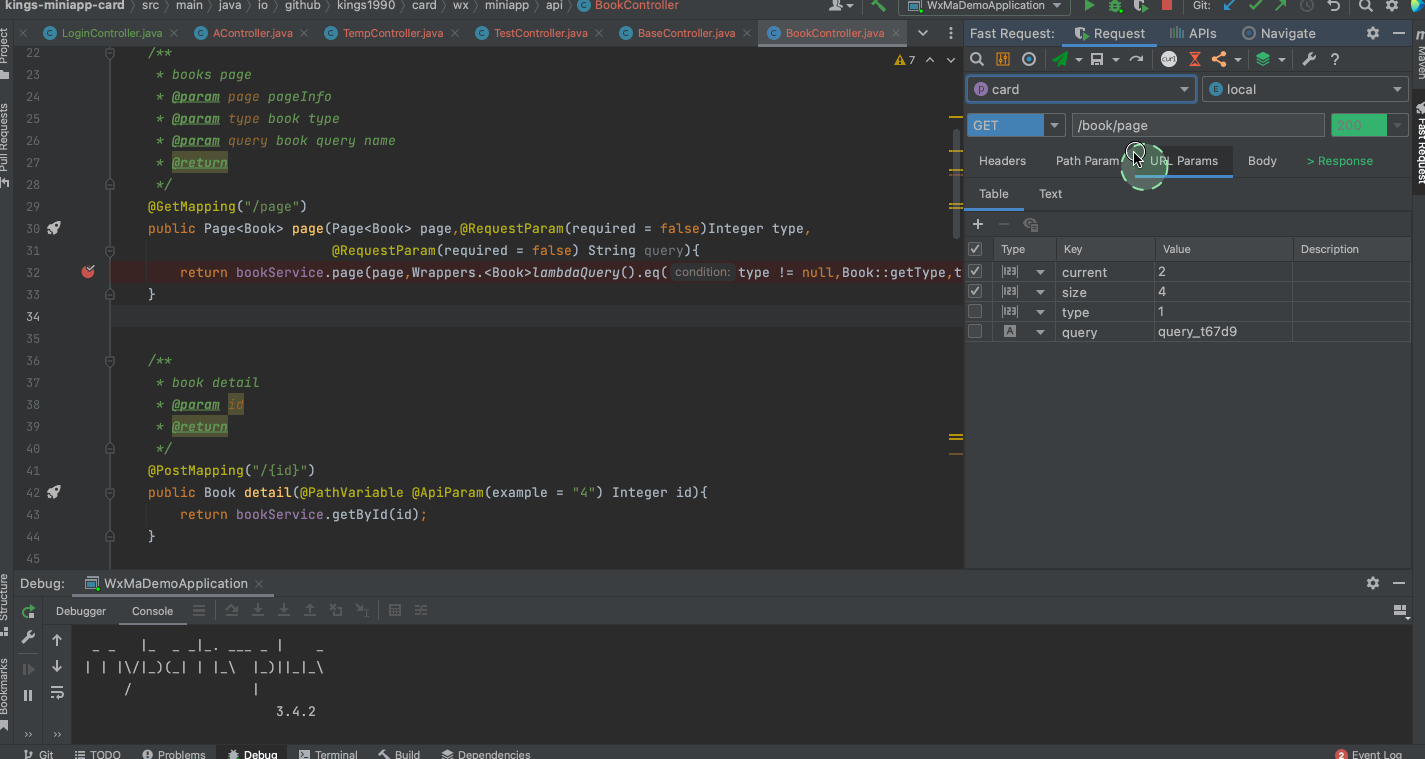 kings-miniapp-card > src > main > java > io > github > kings1990 > card > wx > miniapp > api > BookController
WxMaDemoApplication
Git:
LoginController.java
AController.java
TempController.java
TestController.java
BaseController.java
BookController.java
Fast Request:
Request
APIs
Navigate
Project
Pull Requests
Structure
Bookmarks
Maven
Fast Request
7
22 /**
23 * books page
24 * @param page pageInfo
25 * @param type book type
26 * @param query book query name
27 * @return
28 */
29 @GetMapping("/page")
30 public Page<Book> page(Page<Book> page,@RequestParam(required = false)Integer type,
31 @RequestParam(required = false) String query){
32 return bookService.page(page,Wrappers.<Book>lambdaQuery().eq( condition: type != null,Book::getType,t
33 }
34
35
36 /**
37 * book detail
38 * @param id
39 * @return
40 */
41 @PostMapping("/{id}")
42 public Book detail(@PathVariable @ApiParam(example = "4") Integer id){
43 return bookService.getById(id);
44 }
45
curl
card
local
GET
/book/page
200
Headers
Path Param
URL Params
Body
> Response
Table
Text
Type Key Value Description
current 2
size 4
type 1
query query_t67d9
Debug:
WxMaDemoApplication
Debugger
Console
 _ _   |_  _ _|_. ___ _ |    _
| | |\/|_)(_| | |_\  |_)||_|_\
     /               |
3.4.2
Git
TODO
Problems
Debug
Terminal
Build
Dependencies
2 Event Log